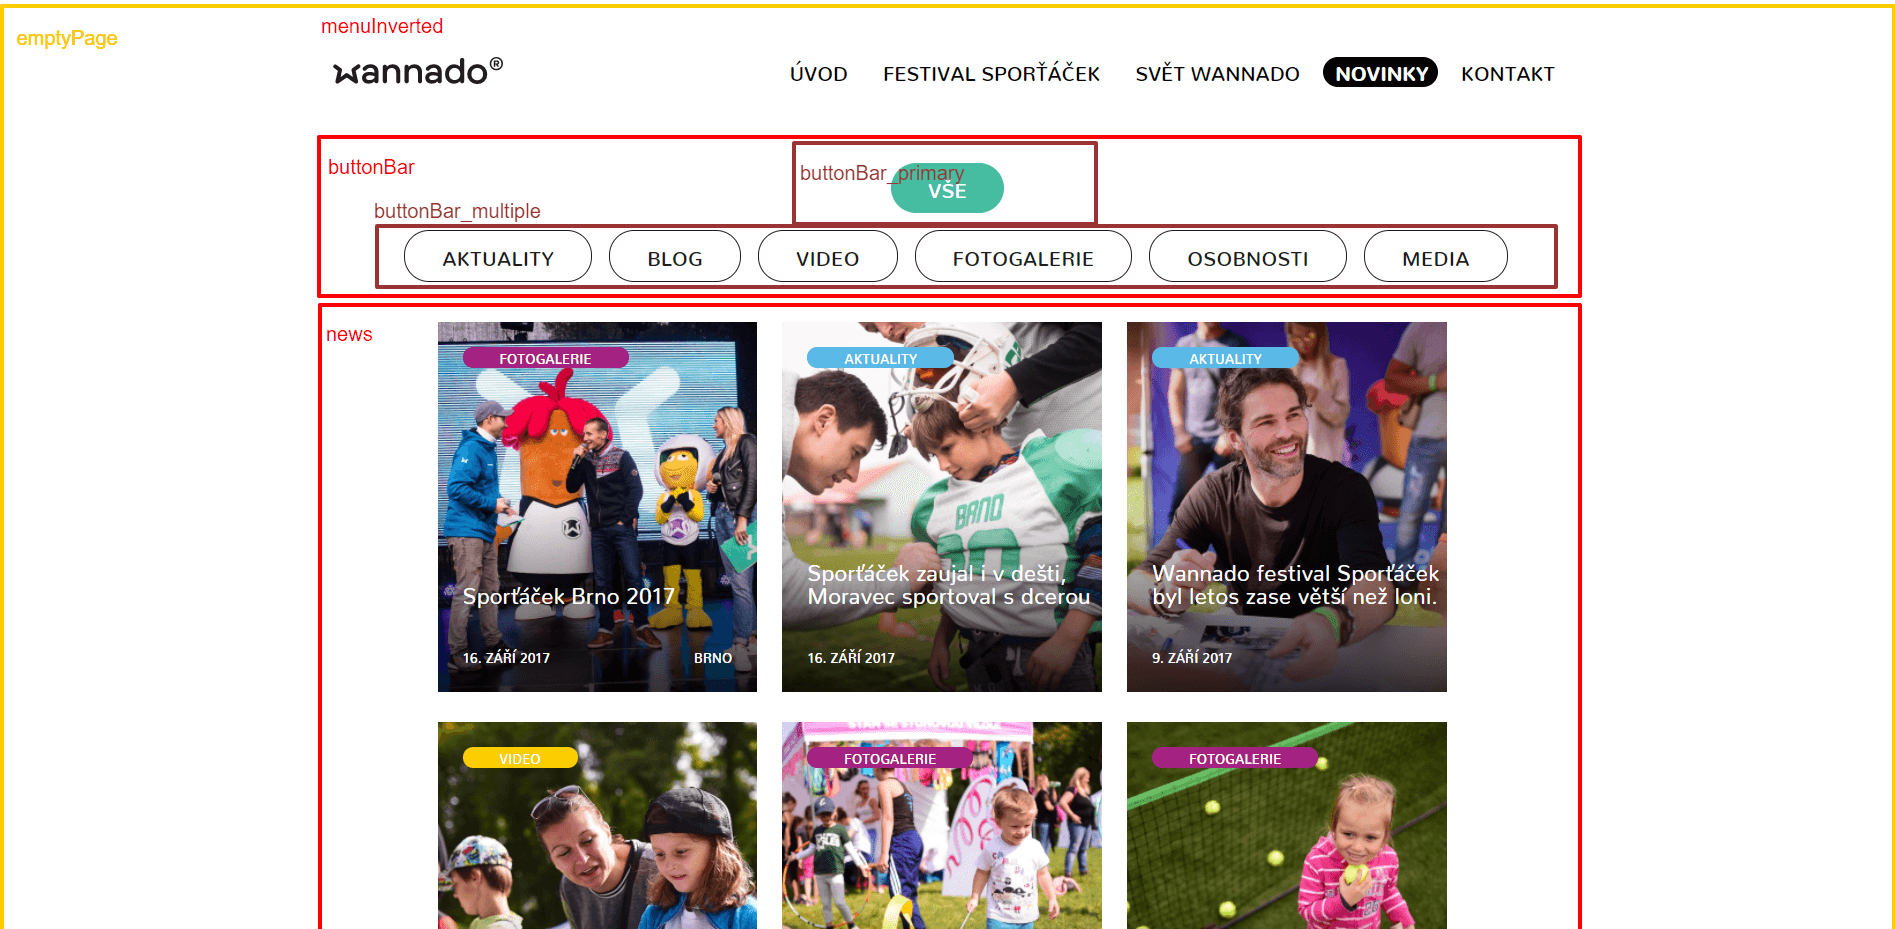 emptyPage
menuInverted
wannado®
ÚVOD FESTIVAL SPORŤÁČEK SVĚT WANNADO NOVINKY KONTAKT
buttonBar
buttonBar_primary
VŠE
buttonBar_multiple
AKTUALITY BLOG VIDEO FOTOGALERIE OSOBNOSTI MEDIA
news
FOTOGALERIE
Sporťáček Brno 2017
16. ZÁŘÍ 2017 BRNO
AKTUALITY
BRNO
Sporťáček zaujal i v dešti,
Moravec sportoval s dcerou
16. ZÁŘÍ 2017
AKTUALITY
Wannado festival Sporťáček
byl letos zase větší než loni.
9. ZÁŘÍ 2017
VIDEO
FOTOGALERIE
FOTOGALERIE